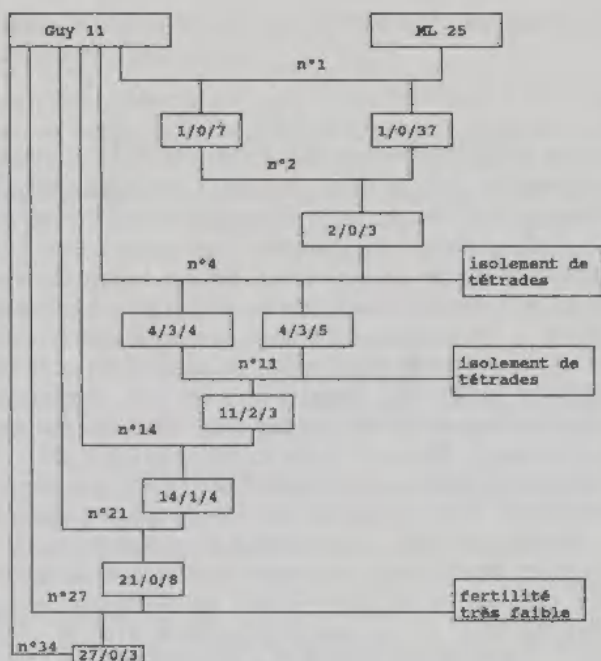 Guy 11
ML 25
n°1
1/0/7
1/0/37
n°2
2/0/3
n°4
isolement de
tétrades
4/3/4
4/3/5
n°11
isolement de
tétrades
11/2/3
n°14
14/1/4
n°21
21/0/8
n°27
fertilité
très faible
n°34
27/0/3